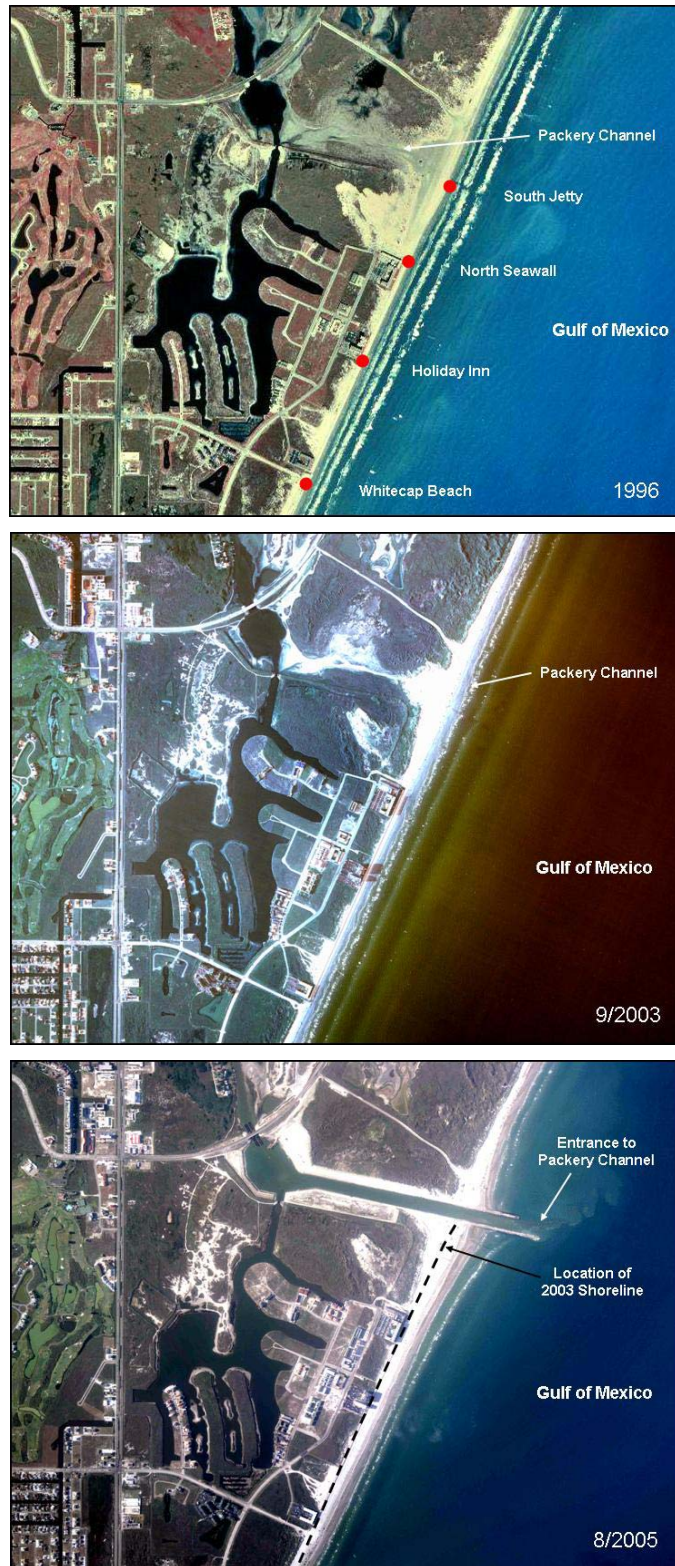 Packery Channel
South Jetty
North Seawall
Gulf of Mexico
Holiday Inn
Whitecap Beach
1996
Packery Channel
Gulf of Mexico
9/2003
Entrance to
Packery Channel
Location of
2003 Shoreline
Gulf of Mexico
8/2005